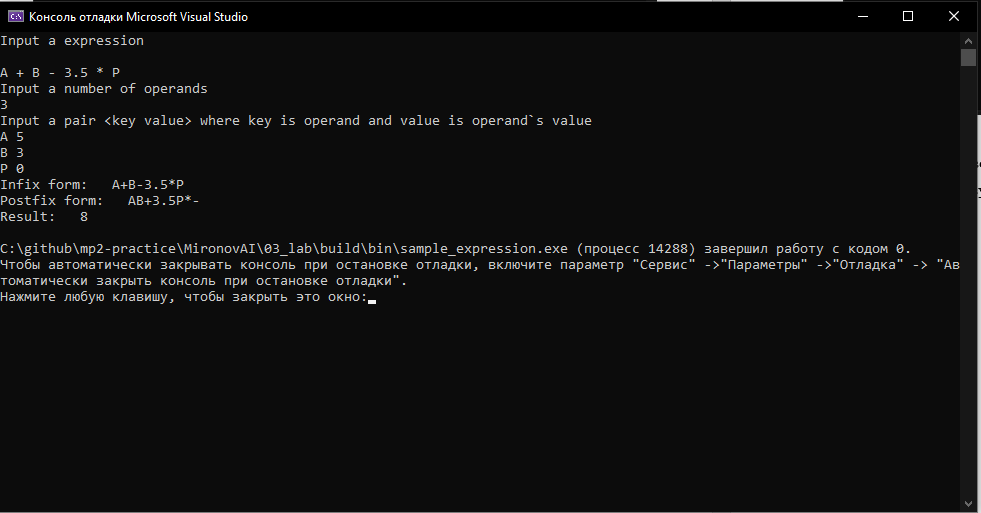 Консоль отладки Microsoft Visual Studio
Input a expression
A + B - 3.5 * P
Input a number of operands
3
Input a pair <key value> where key is operand and value is operand`s value
A 5
B 3
P 0
Infix form:   A+B-3.5*P
Postfix form:   AB+3.5P*-
Result:   8
C:\github\mp2-practice\MironovAI\03_lab\build\bin\sample_expression.exe (процесс 14288) завершил работу с кодом 0.
Чтобы автоматически закрывать консоль при остановке отладки, включите параметр "Сервис" ->"Параметры" ->"Отладка" -> "Ав
томатически закрыть консоль при остановке отладки".
Нажмите любую клавишу, чтобы закрыть это окно: